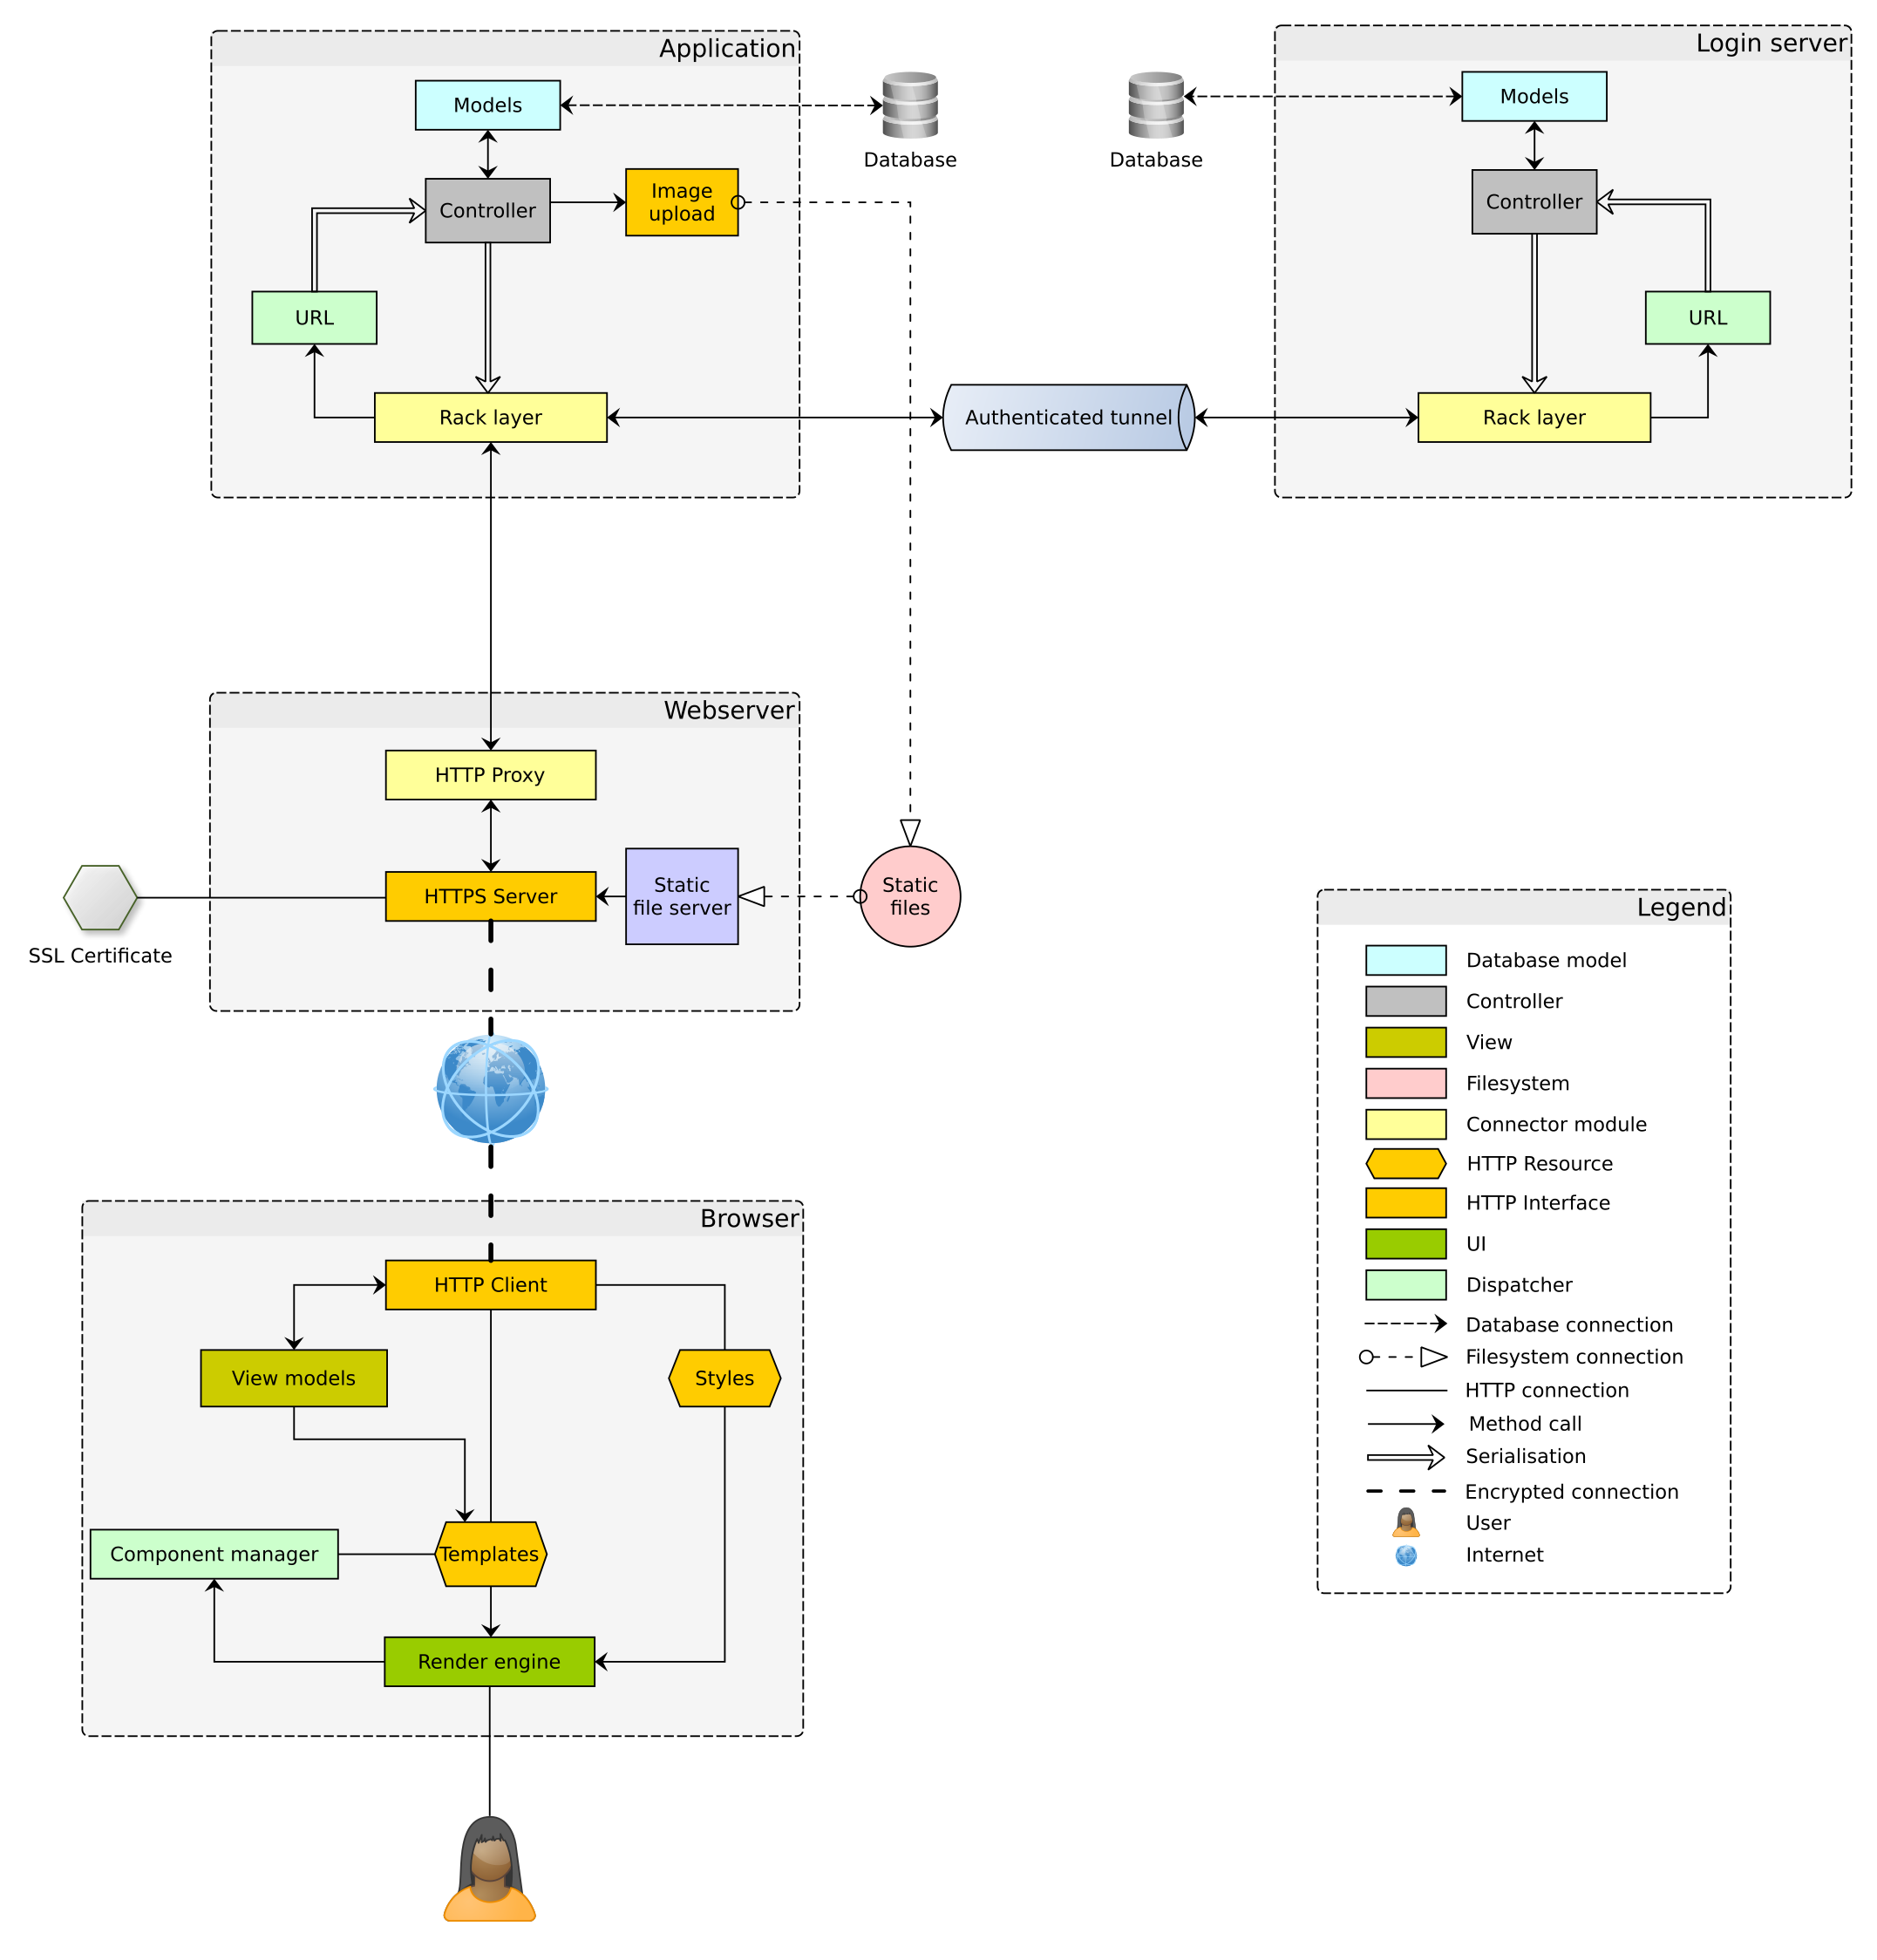 Application
Models
Database
Controller
Image
upload
URL
Rack layer
Authenticated tunnel
Login server
Models
Database
Controller
URL
Rack layer
Webserver
HTTP Proxy
HTTPS Server
Static
file server
Static
files
SSL Certificate
Browser
HTTP Client
View models
Styles
Component manager
Templates
Render engine
Legend
Database model
Controller
View
Filesystem
Connector module
HTTP Resource
HTTP Interface
UI
Dispatcher
Database connection
Filesystem connection
HTTP connection
Method call
Serialisation
Encrypted connection
User
Internet